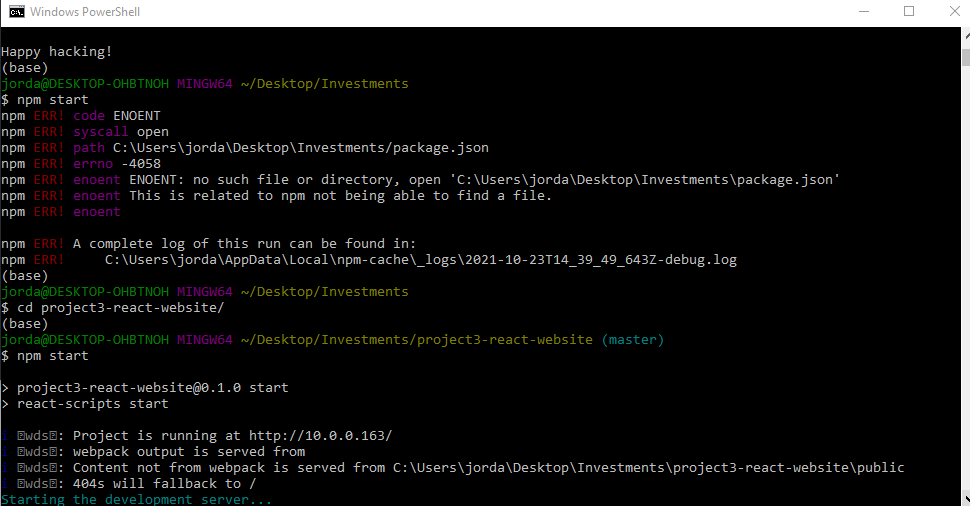 Windows PowerShell
Happy hacking!
(base)
jorda@DESKTOP-OHBTNOH MINGW64 ~/Desktop/Investments
$ npm start
npm ERR! code ENOENT
npm ERR! syscall open
npm ERR! path C:\Users\jorda\Desktop\Investments/package.json
npm ERR! errno -4058
npm ERR! enoent ENOENT: no such file or directory, open 'C:\Users\jorda\Desktop\Investments\package.json'
npm ERR! enoent This is related to npm not being able to find a file.
npm ERR! enoent
npm ERR! A complete log of this run can be found in:
npm ERR!     C:\Users\jorda\AppData\Local\npm-cache\_logs\2021-10-23T14_39_49_643Z-debug.log
(base)
jorda@DESKTOP-OHBTNOH MINGW64 ~/Desktop/Investments
$ cd project3-react-website/
(base)
jorda@DESKTOP-OHBTNOH MINGW64 ~/Desktop/Investments/project3-react-website (master)
$ npm start
> project3-react-website@0.1.0 start
> react-scripts start
i ⍰wds⍰: Project is running at http://10.0.0.163/
i ⍰wds⍰: webpack output is served from
i ⍰wds⍰: Content not from webpack is served from C:\Users\jorda\Desktop\Investments\project3-react-website\public
i ⍰wds⍰: 404s will fallback to /
Starting the development server...